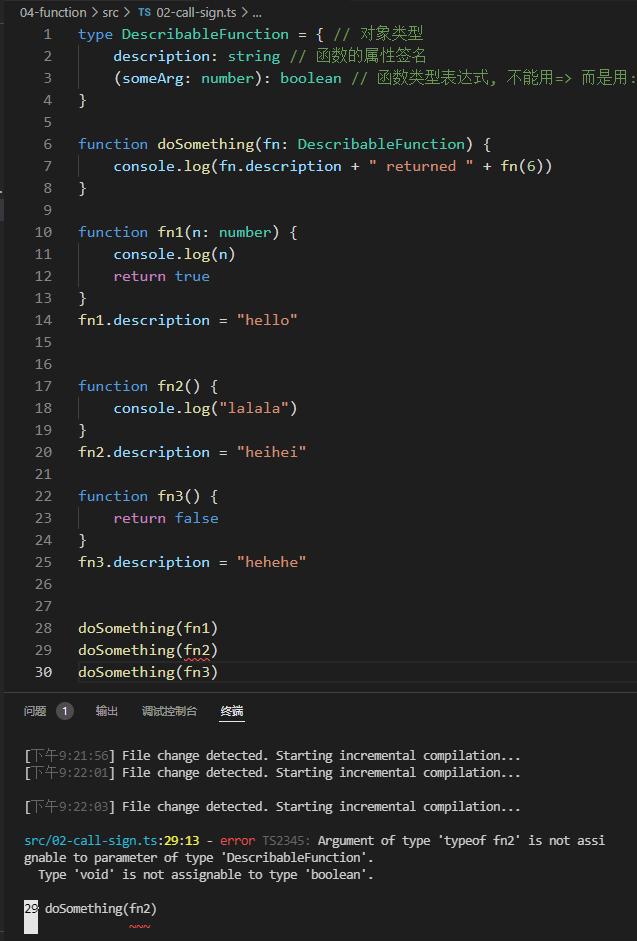 04-function > src > TS 02-call-sign.ts > ...
1 type DescribableFunction = { // 对象类型
2 description: string // 函数的属性签名
3 (someArg: number): boolean // 函数类型表达式, 不能用=> 而是用:
4 }
5
6 function doSomething(fn: DescribableFunction) {
7 console.log(fn.description + " returned " + fn(6))
8 }
9
10 function fn1(n: number) {
11 console.log(n)
12 return true
13 }
14 fn1.description = "hello"
15
16
17 function fn2() {
18 console.log("lalala")
19 }
20 fn2.description = "heihei"
21
22 function fn3() {
23 return false
24 }
25 fn3.description = "hehehe"
26
27
28 doSomething(fn1)
29 doSomething(fn2)
30 doSomething(fn3)
问题 1 输出 调试控制台 终端
[下午9:21:56] File change detected. Starting incremental compilation...
[下午9:22:01] File change detected. Starting incremental compilation...
[下午9:22:03] File change detected. Starting incremental compilation...
src/02-call-sign.ts:29:13 - error TS2345: Argument of type 'typeof fn2' is not assi
gnable to parameter of type 'DescribableFunction'.
Type 'void' is not assignable to type 'boolean'.
29 doSomething(fn2)
~~~